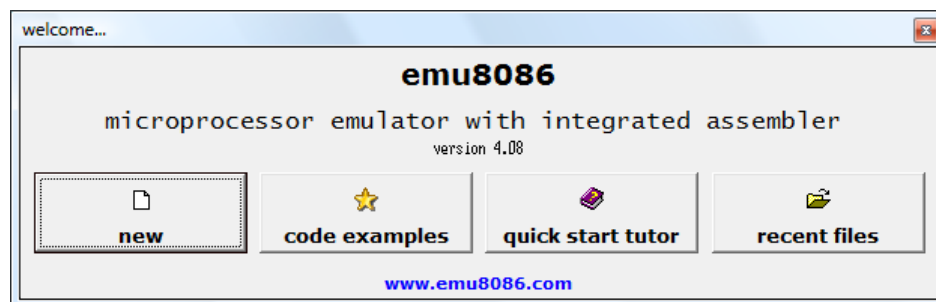 welcome...
emu8086
microprocessor emulator with integrated assembler
version 4.08
new code examples quick start tutor recent files
www.emu8086.com